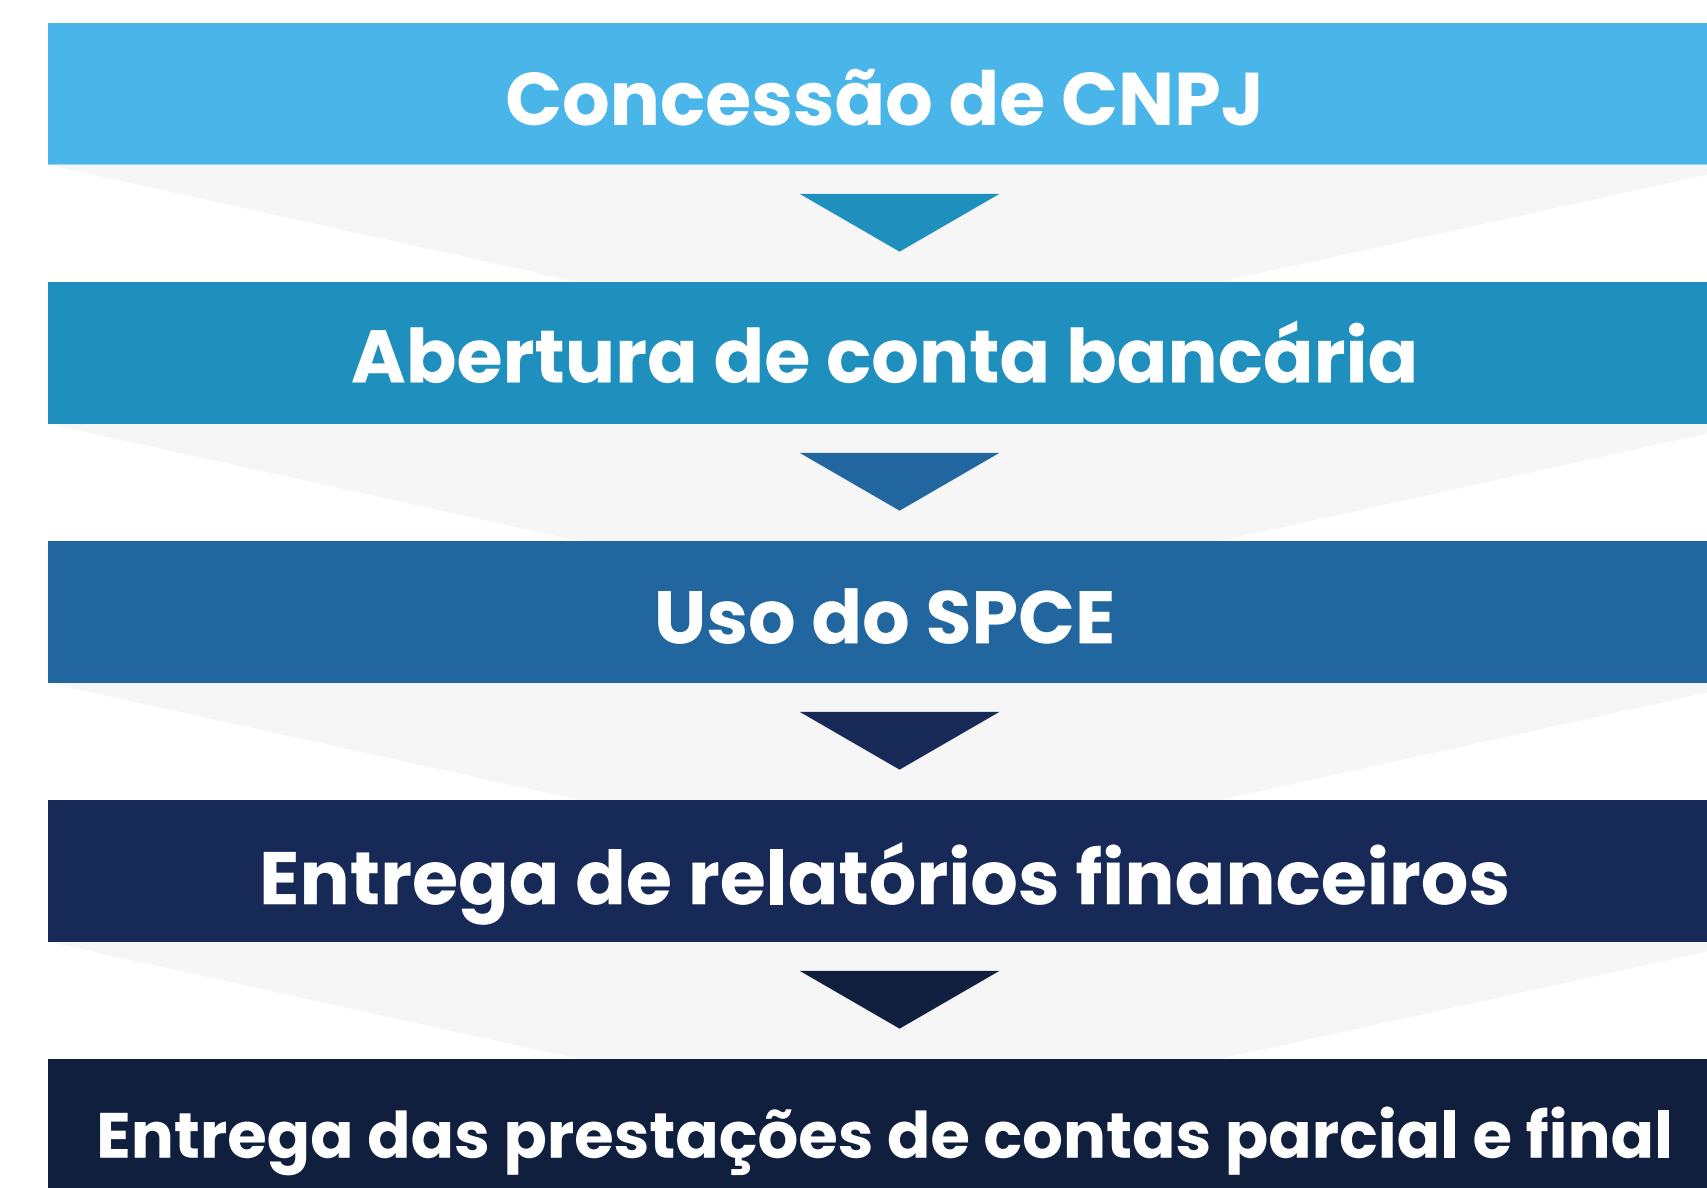 Concessão de CNPJ
Abertura de conta bancária
Uso do SPCE
Entrega de relatórios financeiros
Entrega das prestações de contas parcial e final